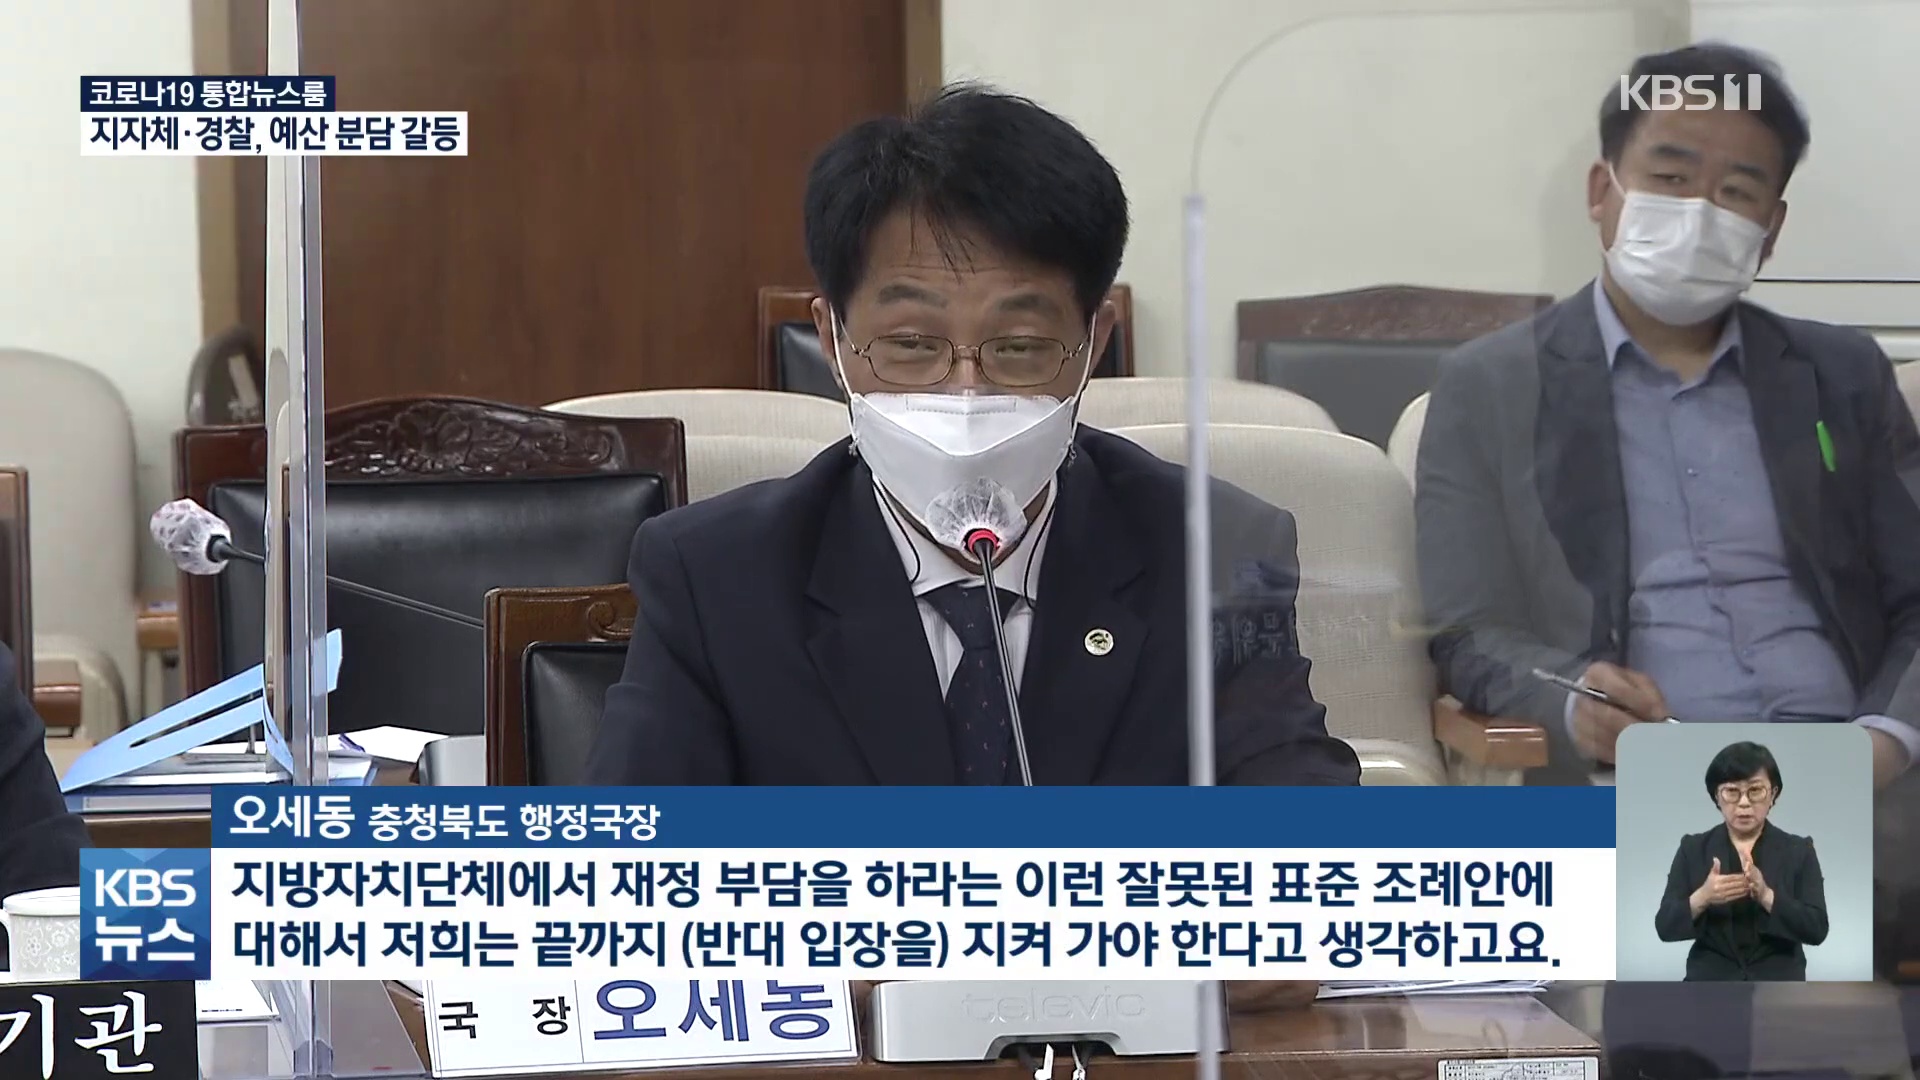 코로나19 통합뉴스룸
지자체·경찰, 예산 분담 갈등
KBS 1
오세동 충청북도 행정국장
KBS
뉴스
지방자치단체에서 재정 부담을 하라는 이런 잘못된 표준 조례안에
대해서 저희는 끝까지 (반대 입장을) 지켜 가야 한다고 생각하고요.
기관
국 장 오세동
televic